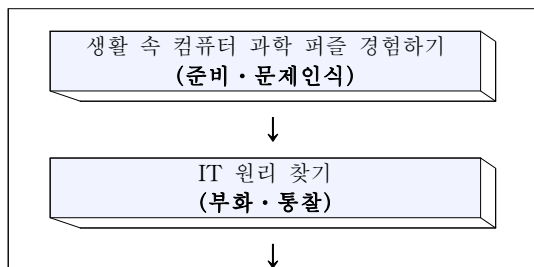 생활 속 컴퓨터 과학 퍼즐 경험하기
(준비・문제인식)
↓
IT 원리 찾기
(부화・통찰)
↓